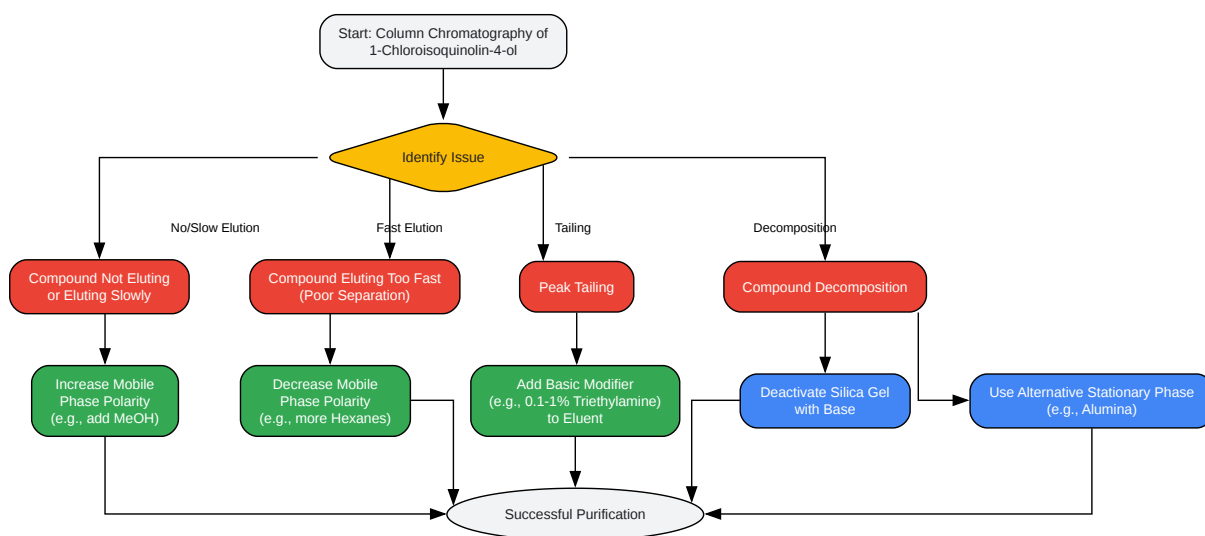 Start: Column Chromatography of
1-Chloroisoquinolin-4-ol
Identify Issue
No/Slow Elution
Fast Elution
Tailing
Decomposition
Compound Not Eluting
or Eluting Slowly
Compound Eluting Too Fast
(Poor Separation)
Peak Tailing
Compound Decomposition
Increase Mobile
Phase Polarity
(e.g., add MeOH)
Decrease Mobile
Phase Polarity
(e.g., more Hexanes)
Add Basic Modifier
(e.g., 0.1-1% Triethylamine)
to Eluent
Deactivate Silica Gel
with Base
Use Alternative Stationary Phase
(e.g., Alumina)
Successful Purification